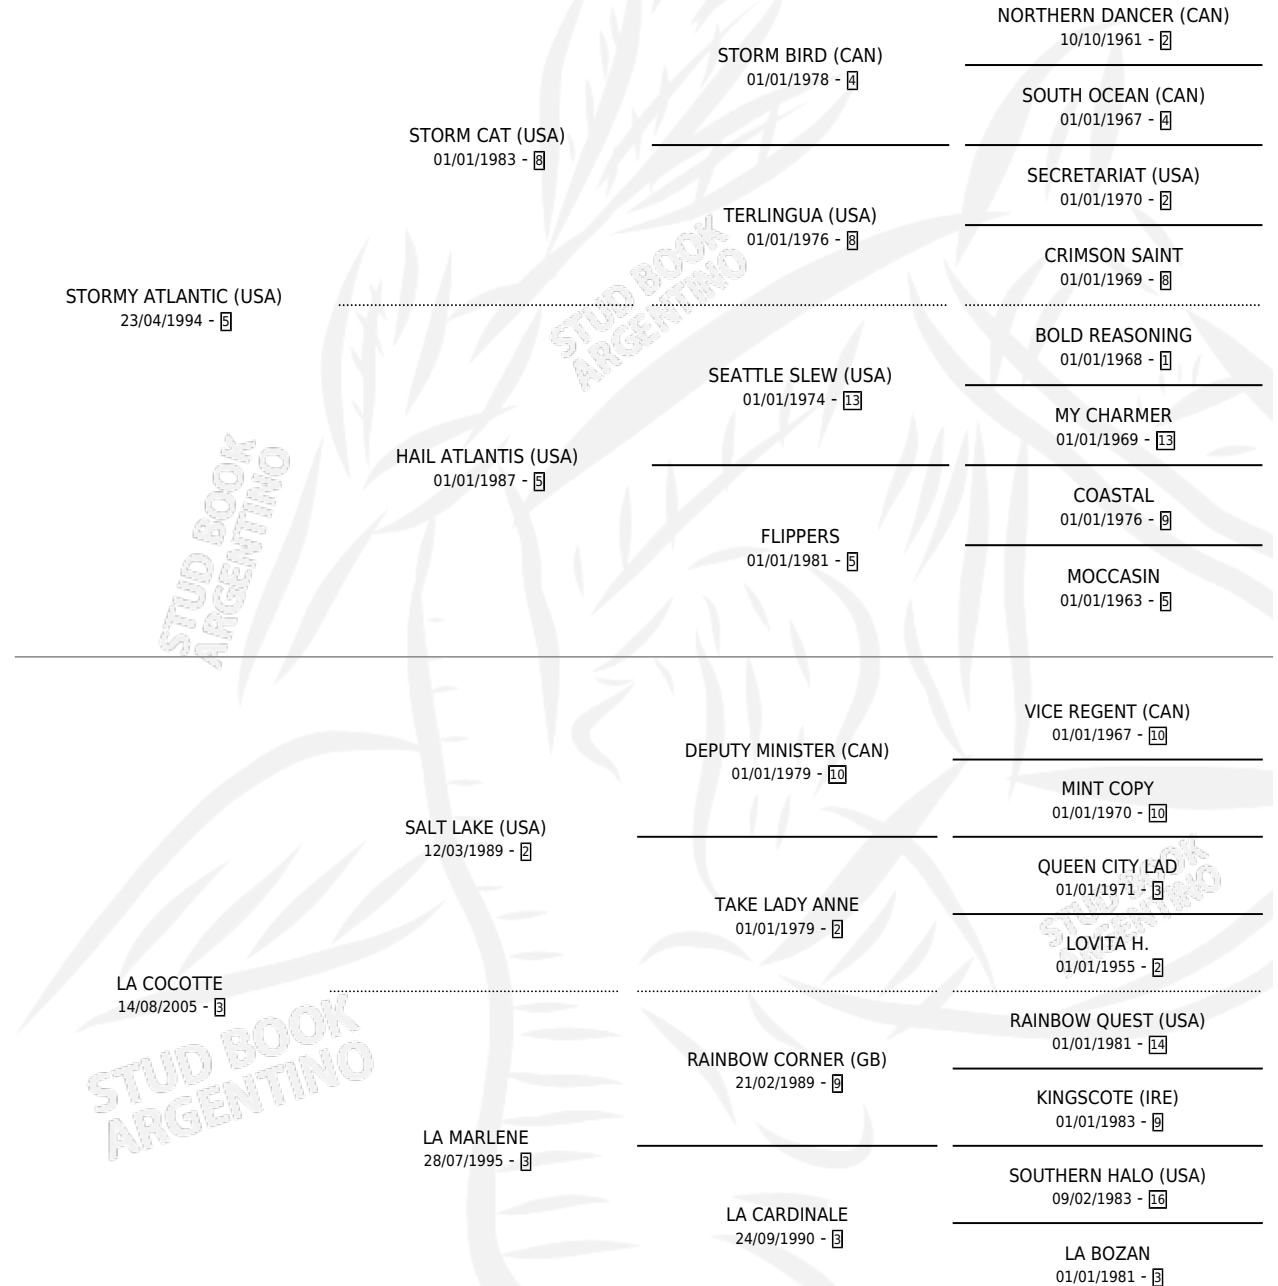 NORTHERN DANCER (CAN)
10/10/1961 - 2
STORM BIRD (CAN)
01/01/1978 - 4
SOUTH OCEAN (CAN)
01/01/1967 - 4
STORM CAT (USA)
01/01/1983 - 8
SECRETARIAT (USA)
01/01/1970 - 2
TERLINGUA (USA)
01/01/1976 - 8
CRIMSON SAINT
01/01/1969 - 8
STORMY ATLANTIC (USA)
23/04/1994 - 5
STUD BOOK
ARGENTINO
BOLD REASONING
01/01/1968 - 1
SEATTLE SLEW (USA)
01/01/1974 - 13
MY CHARMER
01/01/1969 - 13
HAIL ATLANTIS (USA)
01/01/1987 - 5
COASTAL
01/01/1976 - 9
FLIPPERS
01/01/1981 - 5
MOCCASIN
01/01/1963 - 5
STUD BOOK
ARGENTINO
VICE REGENT (CAN)
01/01/1967 - 10
DEPUTY MINISTER (CAN)
01/01/1979 - 10
MINT COPY
01/01/1970 - 10
SALT LAKE (USA)
12/03/1989 - 2
QUEEN CITY LAD
01/01/1971 - 3
TAKE LADY ANNE
01/01/1979 - 2
LOVITA H.
01/01/1955 - 2
STUD BOOK
ARGENTINO
LA COCOTTE
14/08/2005 - 3
RAINBOW QUEST (USA)
01/01/1981 - 14
RAINBOW CORNER (GB)
21/02/1989 - 9
KINGSCOTE (IRE)
01/01/1983 - 9
STUD BOOK
ARGENTINO
LA MARLENE
28/07/1995 - 3
SOUTHERN HALO (USA)
09/02/1983 - 16
LA CARDINALE
24/09/1990 - 3
LA BOZAN
01/01/1981 - 3